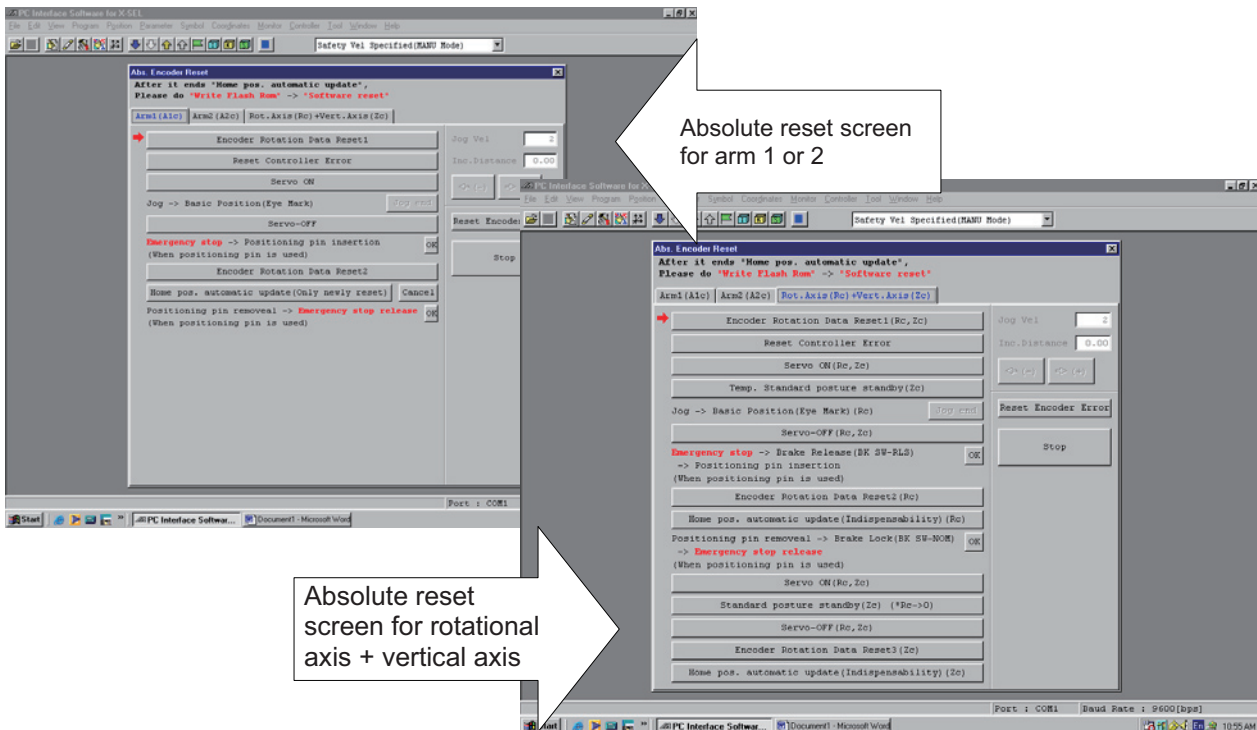 PC Interface Software for X-SEL
File Edit View Program Position Parameter Symbol Coordinates Monitor Controller Tool Window Help
Safety Vel Specified(MANU Mode)
Abs. Encoder Reset
After it ends "Home pos. automatic update",
Please do "Write Flash Rom" -> "Software reset"
Arm1(A1c) Arm2(A2c) Rot.Axis(Rc)+Vert.Axis(Zc)
Encoder Rotation Data Reset1
Reset Controller Error
Servo ON
Jog -> Basic Position(Eye Mark) Jog end
Servo-OFF
Emergency stop -> Positioning pin insertion OK
(When positioning pin is used)
Encoder Rotation Data Reset2
Home pos. automatic update(Only newly reset) Cancel
Positioning pin removeal -> Emergency stop release OK
(When positioning pin is used)
Jog Vel 2
Inc.Distance 0.00
<-(-)
Reset Encoder
Stop
Port : COM1
Start PC Interface Softwar... Document1 - Microsoft Word
Absolute reset screen
for arm 1 or 2
PC Interface Software for X
File Edit View Program Position Symbol Coordinates Monitor Controller Tool Window Help
Safety Vel Specified(MANU Mode)
Abs. Encoder Reset
After it ends "Home pos. automatic update",
Please do "Write Flash Rom" -> "Software reset"
Arm1(A1c) Arm2(A2c) Rot.Axis(Rc)+Vert.Axis(Zc)
Encoder Rotation Data Reset1(Rc,Zc)
Reset Controller Error
Servo ON(Rc,Zc)
Temp. Standard posture standby(Zc)
Jog -> Basic Position(Eye Mark)(Rc) Jog end
Servo-OFF(Rc,Zc)
Emergency stop -> Brake Release(BK SW-RLS) OK
-> Positioning pin insertion
(When positioning pin is used)
Encoder Rotation Data Reset2(Rc)
Home pos. automatic update(Indispensability)(Rc)
Positioning pin removeal -> Brake Lock(BK SW-NOM) OK
-> Emergency stop release
(When positioning pin is used)
Servo ON(Rc,Zc)
Standard posture standby(Zc) (*Rc->0)
Servo-OFF(Rc,Zc)
Encoder Rotation Data Reset3(Zc)
Home pos. automatic update(Indispensability)(Zc)
Jog Vel 2
Inc.Distance 0.00
<-(-) ->(+)
Reset Encoder Error
Stop
Port : COM1 Baud Rate : 9600[bps]
PC Interface Softwar... Document1 - Microsoft Word 10:55 AM
Absolute reset
screen for rotational
axis + vertical axis